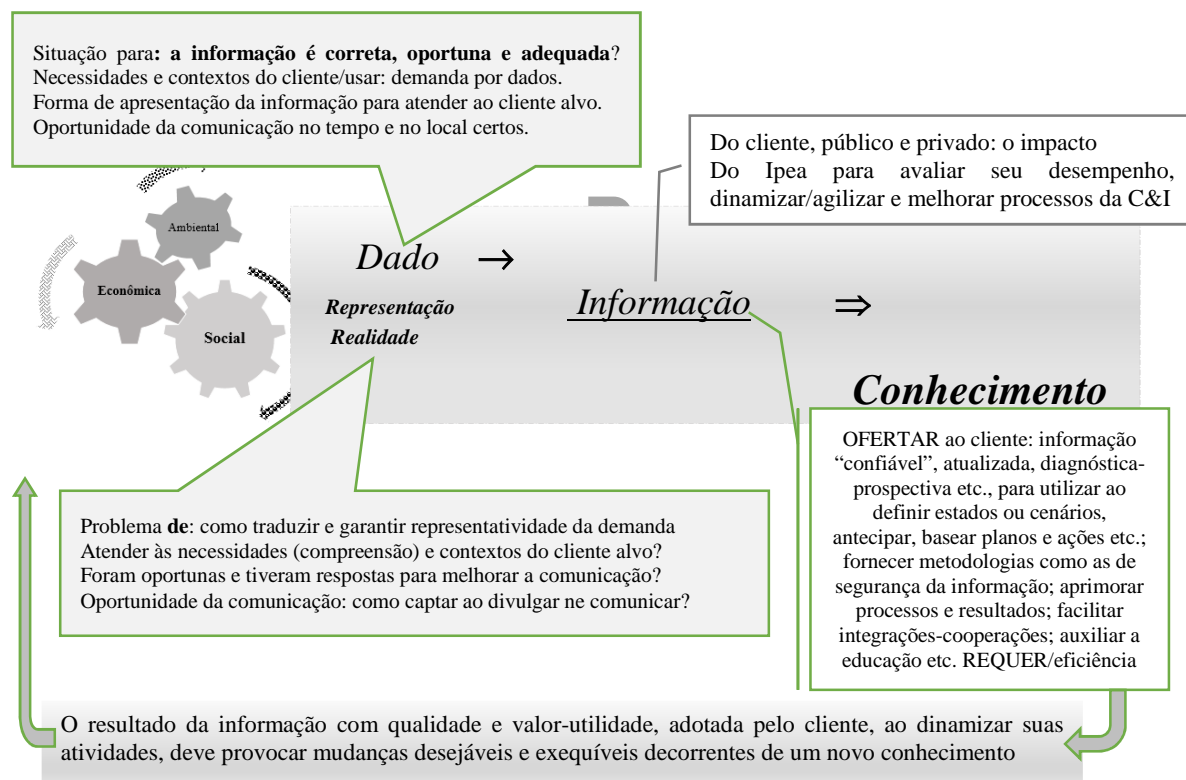 Situação para: a informação é correta, oportuna e adequada?
Necessidades e contextos do cliente/usar: demanda por dados.
Forma de apresentação da informação para atender ao cliente alvo.
Oportunidade da comunicação no tempo e no local certos.
Do cliente, público e privado: o impacto
Do Ipea para avaliar seu desempenho,
dinamizar/agilizar e melhorar processos da C&I
Ambiental
Econômica
Social
Dado →
Representação
Realidade
Informação ⇒
Conhecimento
OFERTAR ao cliente: informação
“confiável”, atualizada, diagnóstica-
prospectiva etc., para utilizar ao
definir estados ou cenários,
antecipar, basear planos e ações etc.;
fornecer metodologias como as de
segurança da informação; aprimorar
processos e resultados; facilitar
integrações-cooperações; auxiliar a
educação etc. REQUER/eficiência
Problema de: como traduzir e garantir representatividade da demanda
Atender às necessidades (compreensão) e contextos do cliente alvo?
Foram oportunas e tiveram respostas para melhorar a comunicação?
Oportunidade da comunicação: como captar ao divulgar ne comunicar?
O resultado da informação com qualidade e valor-utilidade, adotada pelo cliente, ao dinamizar suas
atividades, deve provocar mudanças desejáveis e exequíveis decorrentes de um novo conhecimento